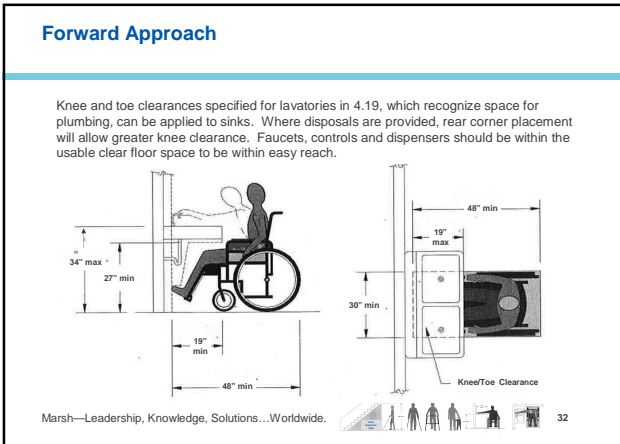 Forward Approach
Knee and toe clearances specified for lavatories in 4.19, which recognize space for
plumbing, can be applied to sinks. Where disposals are provided, rear corner placement
will allow greater knee clearance. Faucets, controls and dispensers should be within the
usable clear floor space to be within easy reach.
34" max
27" min
19"
min
48" min
48" min
19"
max
30" min
Knee/Toe Clearance
Marsh—Leadership, Knowledge, Solutions…Worldwide.
32